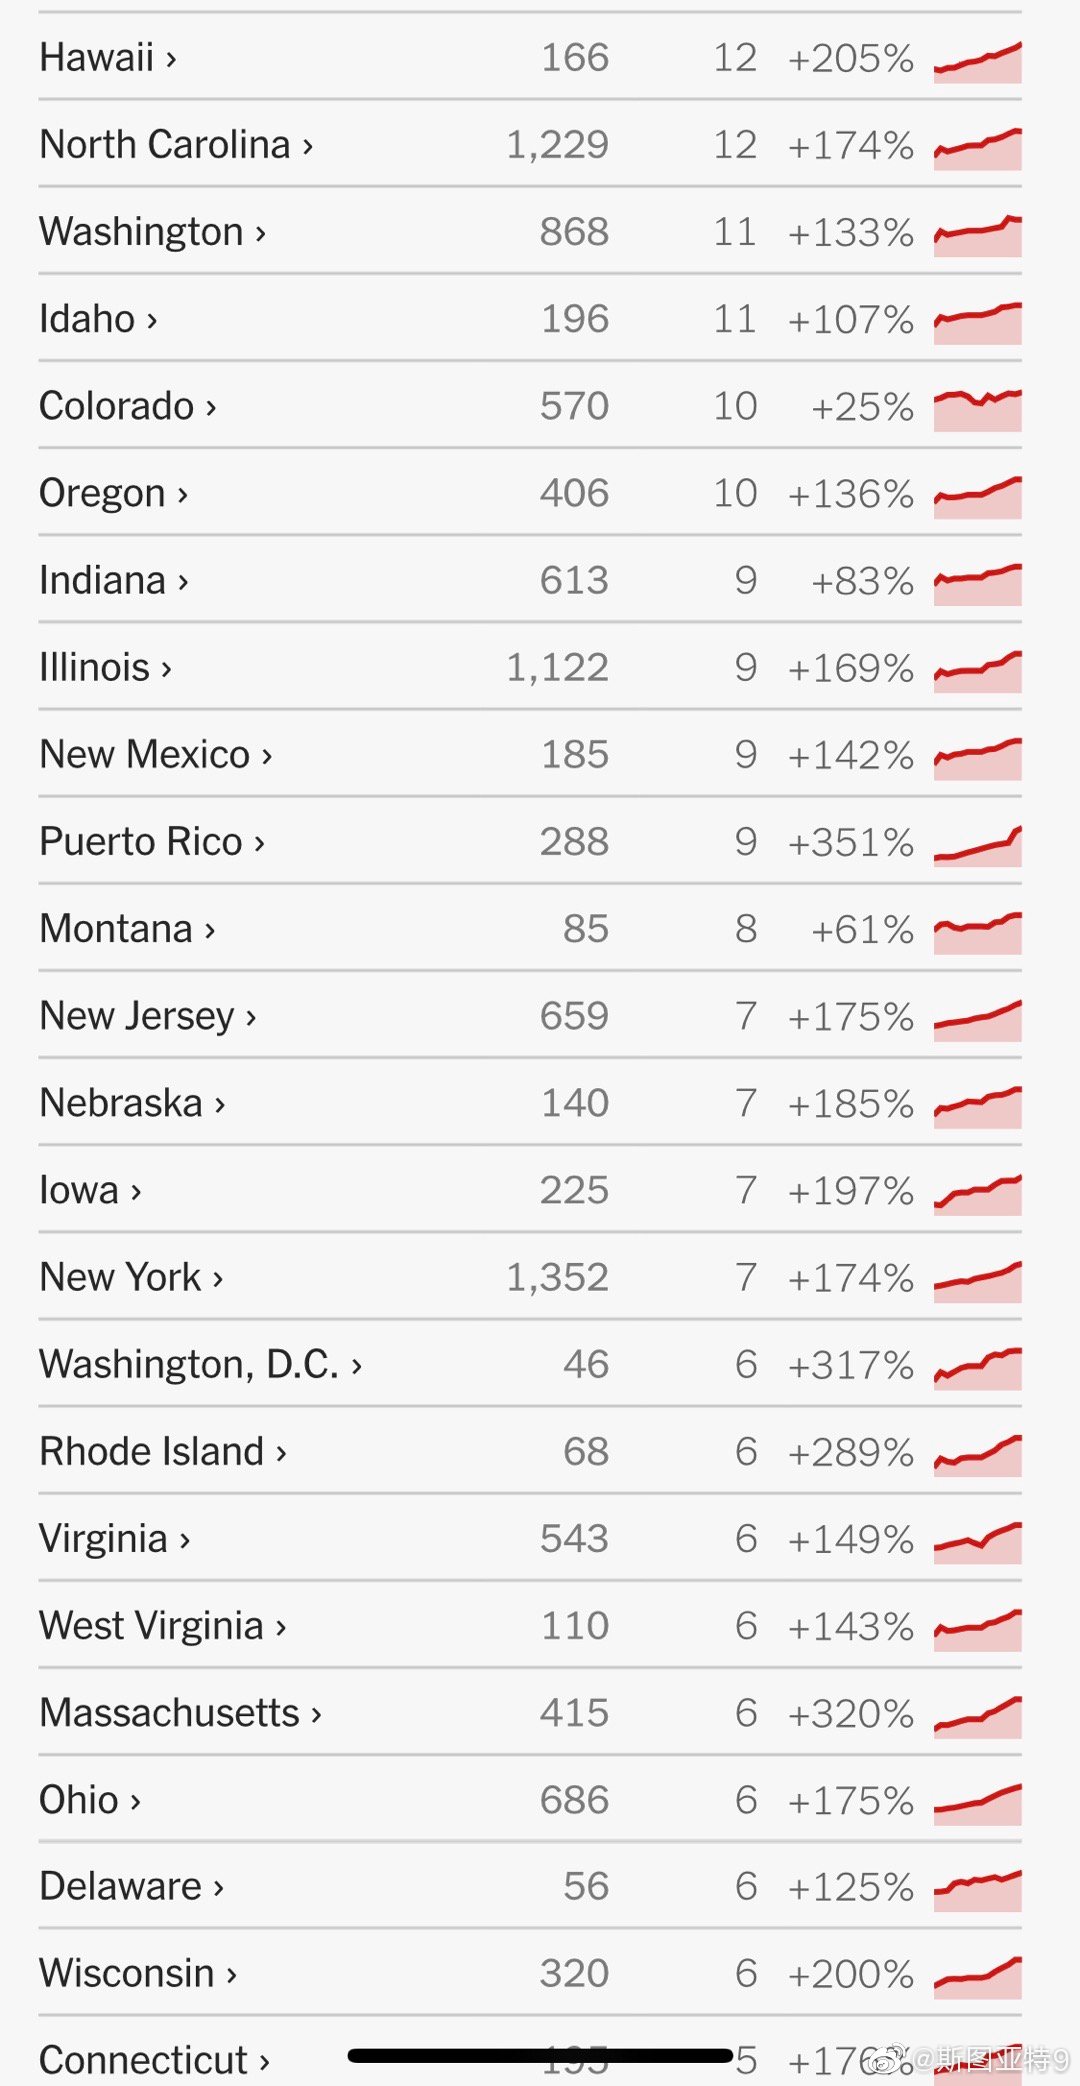 Hawaii › 166 12 +205%
North Carolina › 1,229 12 +174%
Washington › 868 11 +133%
Idaho › 196 11 +107%
Colorado › 570 10 +25%
Oregon › 406 10 +136%
Indiana › 613 9 +83%
Illinois › 1,122 9 +169%
New Mexico › 185 9 +142%
Puerto Rico › 288 9 +351%
Montana › 85 8 +61%
New Jersey › 659 7 +175%
Nebraska › 140 7 +185%
Iowa › 225 7 +197%
New York › 1,352 7 +174%
Washington, D.C. › 46 6 +317%
Rhode Island › 68 6 +289%
Virginia › 543 6 +149%
West Virginia › 110 6 +143%
Massachusetts › 415 6 +320%
Ohio › 686 6 +175%
Delaware › 56 6 +125%
Wisconsin › 320 6 +200%
Connecticut › 195 5 +176%
@斯图亚特9